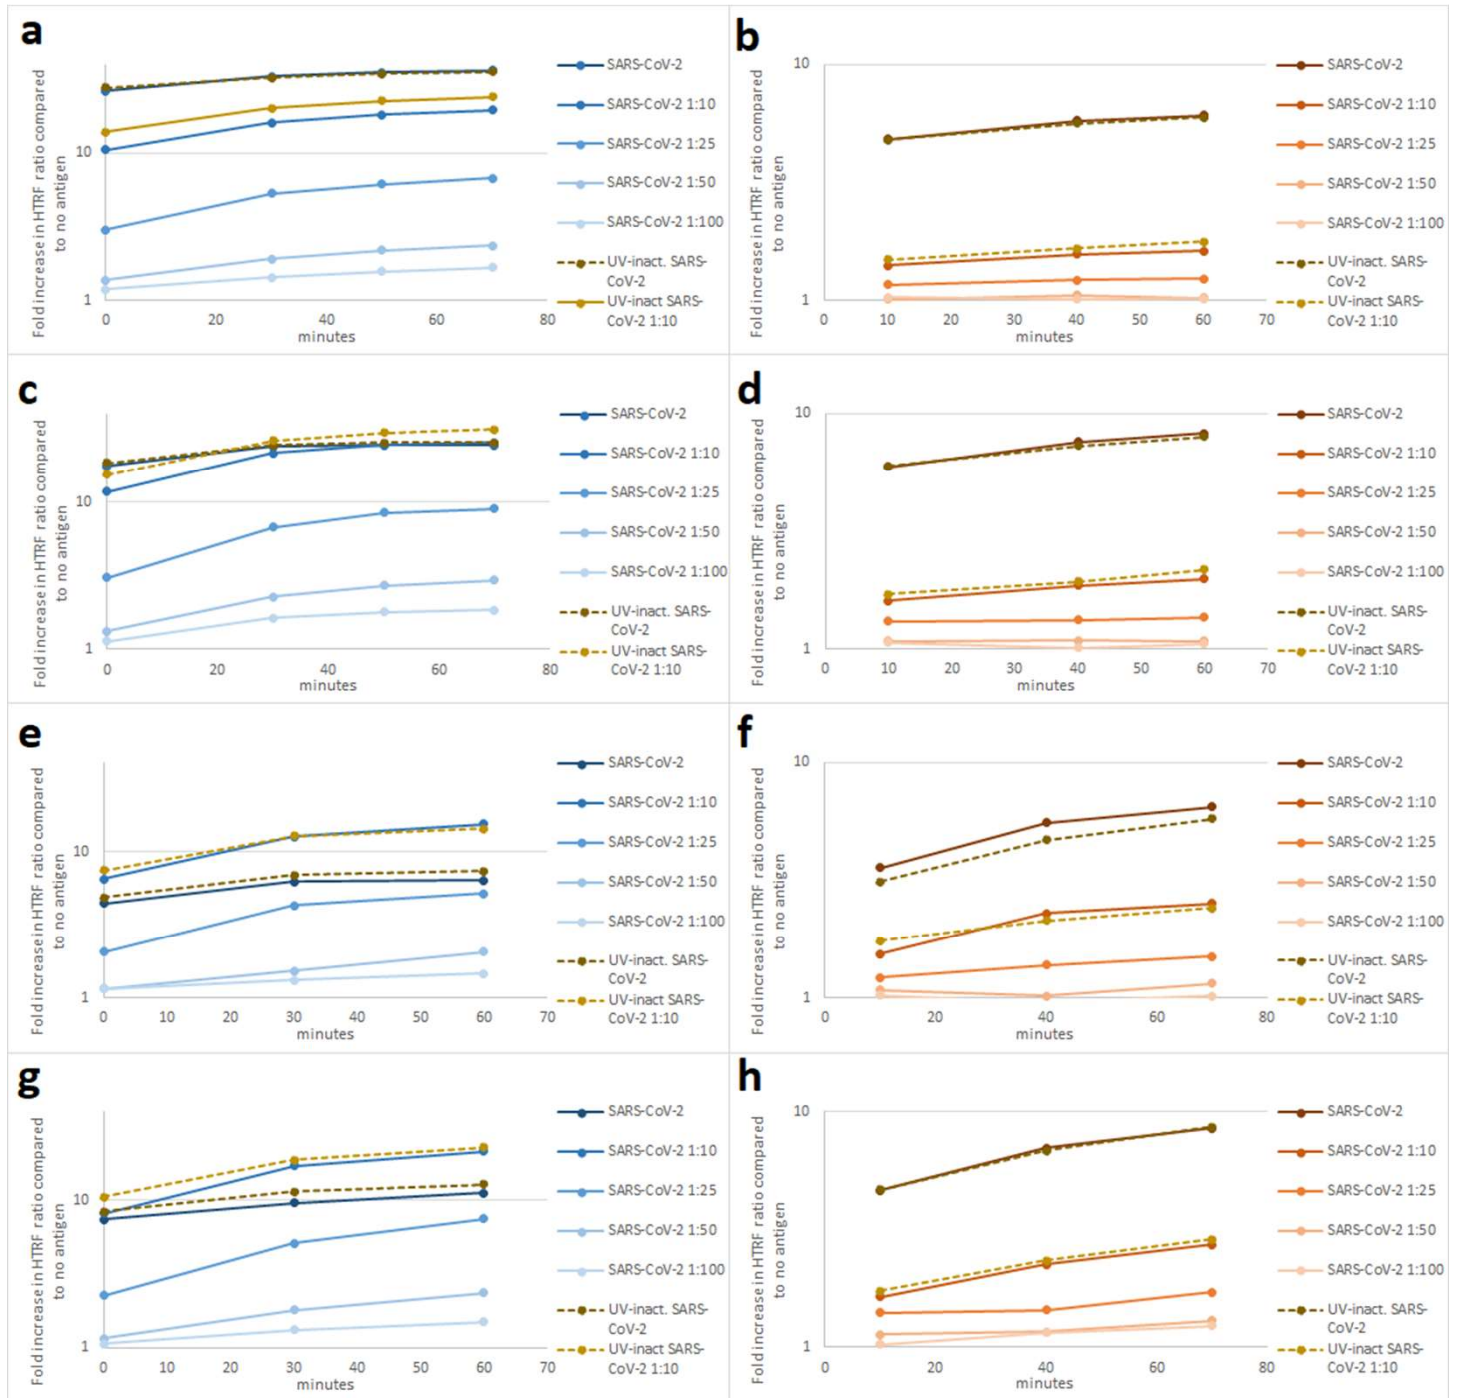 a
Fold increase in HTRF ratio compared
to no antigen
10
1
0
20
40
60
80
minutes
SARS-CoV-2
SARS-CoV-2 1:10
SARS-CoV-2 1:25
SARS-CoV-2 1:50
SARS-CoV-2 1:100
UV-inact. SARS-
CoV-2
UV-inact SARS-
CoV-2 1:10
b
Fold increase in HTRF ratio compared
to no antigen
10
1
0
10
20
30
40
50
60
70
minutes
SARS-CoV-2
SARS-CoV-2 1:10
SARS-CoV-2 1:25
SARS-CoV-2 1:50
SARS-CoV-2 1:100
UV-inact. SARS-
CoV-2
UV-inact SARS-
CoV-2 1:10
c
Fold increase in HTRF ratio compared
to no antigen
10
1
0
20
40
60
80
minutes
SARS-CoV-2
SARS-CoV-2 1:10
SARS-CoV-2 1:25
SARS-CoV-2 1:50
SARS-CoV-2 1:100
UV-inact. SARS-
CoV-2
UV-inact SARS-
CoV-2 1:10
d
Fold increase in HTRF ratio compared
to no antigen
10
1
0
10
20
30
40
50
60
70
minutes
SARS-CoV-2
SARS-CoV-2 1:10
SARS-CoV-2 1:25
SARS-CoV-2 1:50
SARS-CoV-2 1:100
UV-inact. SARS-
CoV-2
UV-inact SARS-
CoV-2 1:10
e
Fold increase in HTRF ratio compared
to no antigen
10
1
0
10
20
30
40
50
60
70
minutes
SARS-CoV-2
SARS-CoV-2 1:10
SARS-CoV-2 1:25
SARS-CoV-2 1:50
SARS-CoV-2 1:100
UV-inact. SARS-
CoV-2
UV-inact SARS-
CoV-2 1:10
f
Fold increase in HTRF ratio compared
to no antigen
10
1
0
20
40
60
80
minutes
SARS-CoV-2
SARS-CoV-2 1:10
SARS-CoV-2 1:25
SARS-CoV-2 1:50
SARS-CoV-2 1:100
UV-inact. SARS-
CoV-2
UV-inact SARS-
CoV-2 1:10
g
Fold increase in HTRF ratio compared
to no antigen
10
1
0
10
20
30
40
50
60
70
minutes
SARS-CoV-2
SARS-CoV-2 1:10
SARS-CoV-2 1:25
SARS-CoV-2 1:50
SARS-CoV-2 1:100
UV-inact. SARS-
CoV-2
UV-inact SARS-
CoV-2 1:10
h
Fold increase in HTRF ratio compared
to no antigen
10
1
0
20
40
60
80
minutes
SARS-CoV-2
SARS-CoV-2 1:10
SARS-CoV-2 1:25
SARS-CoV-2 1:50
SARS-CoV-2 1:100
UV-inact. SARS-
CoV-2
UV-inact SARS-
CoV-2 1:10